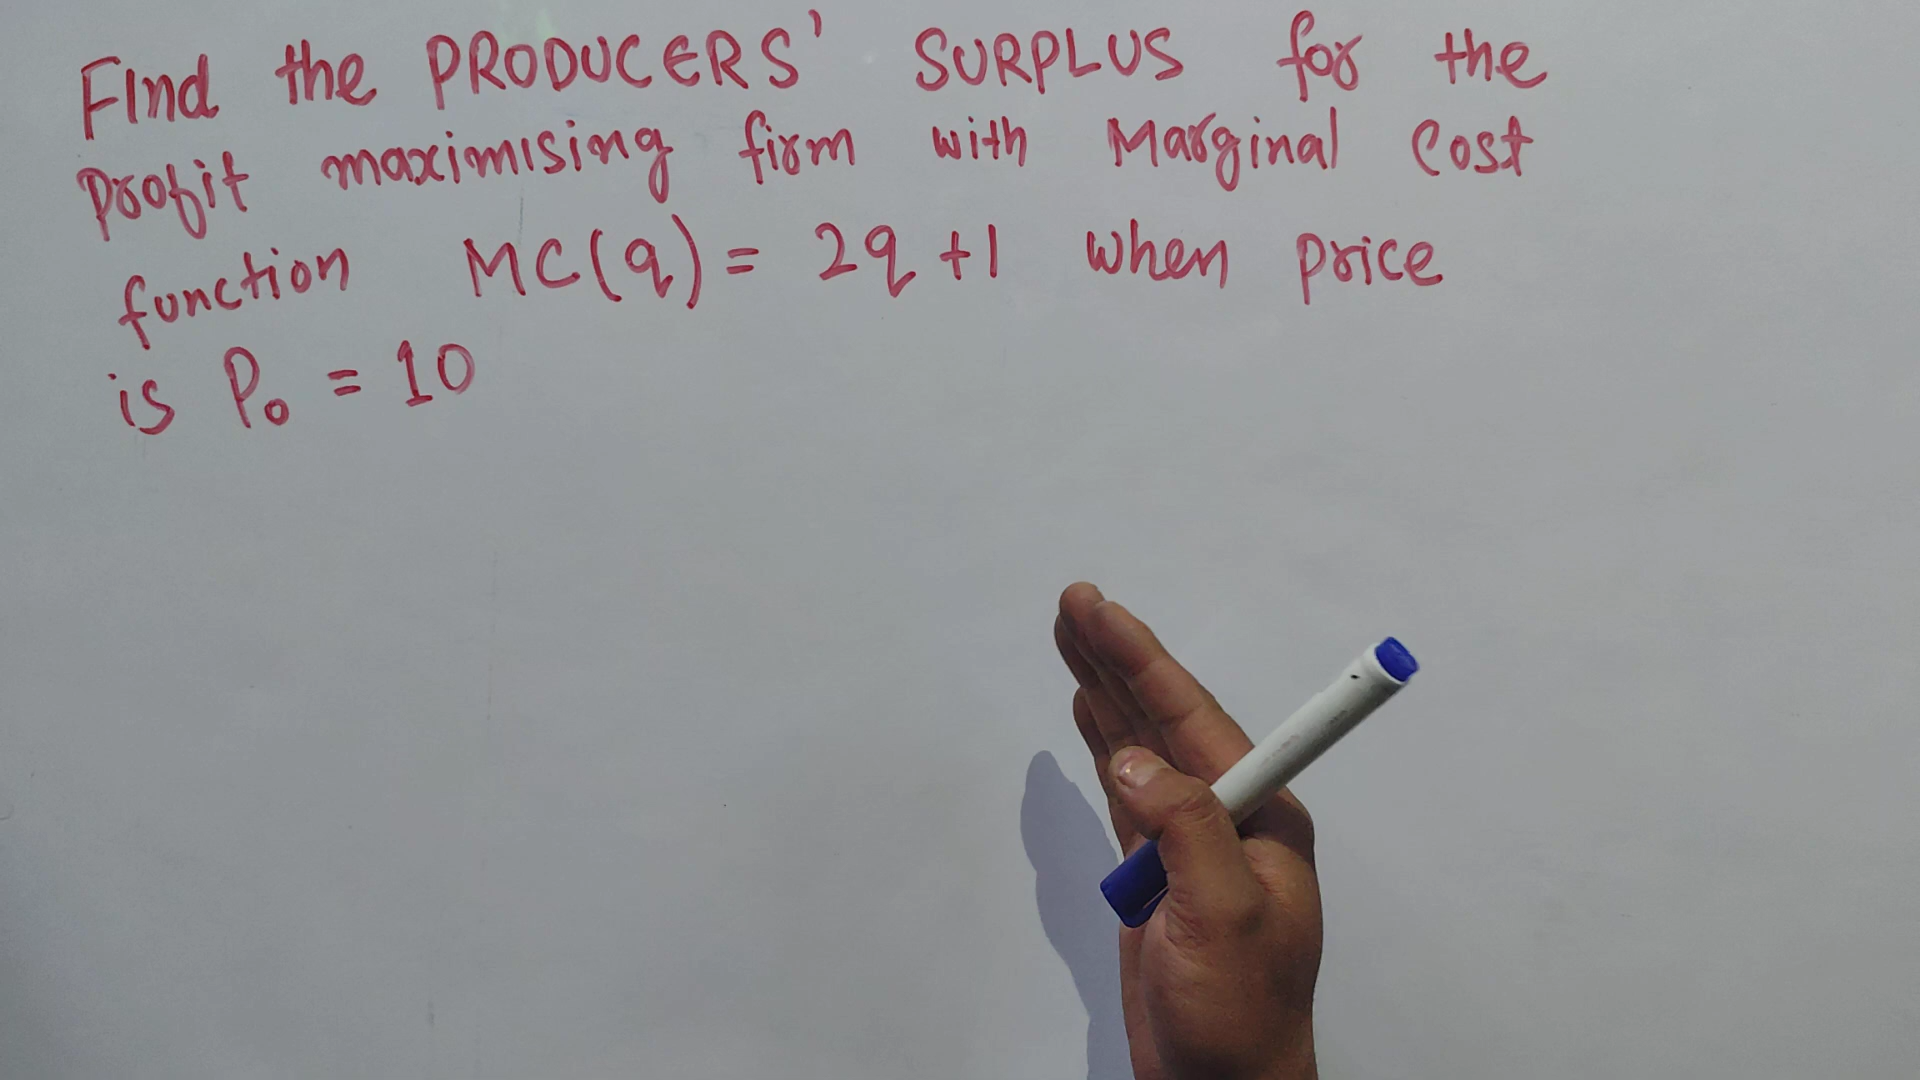 FInd the PRODUCERS' SURPLUS for the
Profit maximising firm with Marginal Cost
function MC(q) = 2q + 1 when price
is P₀ = 10